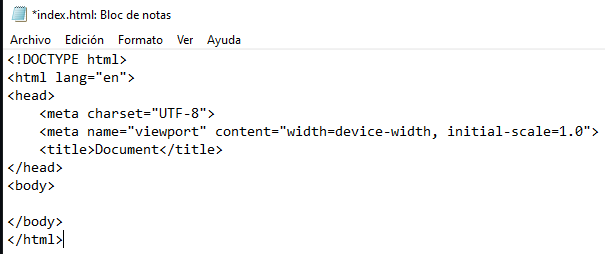 *index.html: Bloc de notas
Archivo Edición Formato Ver Ayuda
<!DOCTYPE html>
<html lang="en">
<head>
    <meta charset="UTF-8">
    <meta name="viewport" content="width=device-width, initial-scale=1.0">
    <title>Document</title>
</head>
<body>

</body>
</html>